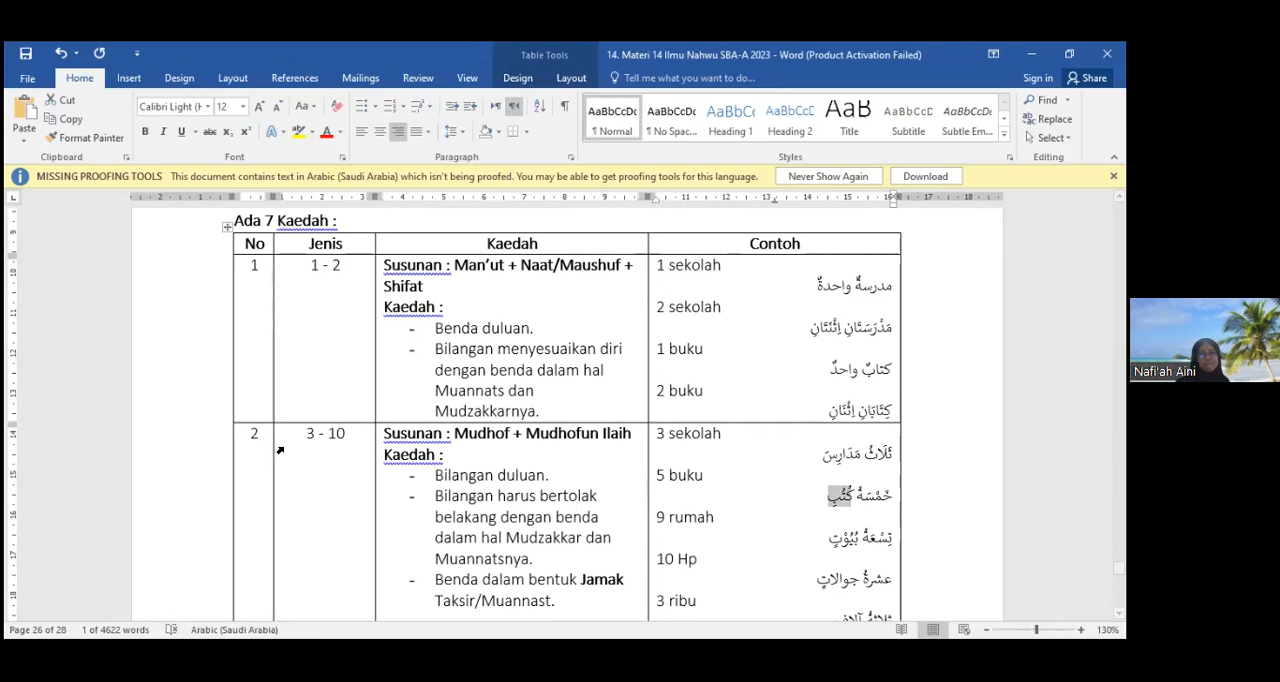 Table Tools
14. Materi 14 Ilmu Nahwu SBA-A 2023 - Word (Product Activation Failed)
File Home Insert Design Layout References Mailings Review View Design Layout Tell me what you want to do... Sign in Share
Paste Cut Copy Format Painter
Calibri Light (H 12
AaBbCcDc AaBbCcDc AaBbCc AaBbCcE AaB AaBbCcD AaBbCcDc
¶ Normal ¶ No Spac... Heading 1 Heading 2 Title Subtitle Subtle Em...
Find Replace Select
Clipboard Font Paragraph Styles Editing
MISSING PROOFING TOOLS This document contains text in Arabic (Saudi Arabia) which isn't being proofed. You may be able to get proofing tools for this language. Never Show Again Download
Ada 7 Kaedah :
No Jenis Kaedah Contoh
1 1 - 2
Susunan : Man’ut + Naat/Maushuf +
Shifat
Kaedah :
- Benda duluan.
- Bilangan menyesuaikan diri
dengan benda dalam hal
Muannats dan
Mudzakkarnya.
1 sekolah
مدرسةٌ واحدةٌ
2 sekolah
مَدْرَسَتَانِ اِثْنَتَانِ
1 buku
كتابٌ واحدٌ
2 buku
كِتَابَانِ اِثْنَانِ
2 3 - 10
Susunan : Mudhof + Mudhofun Ilaih
Kaedah :
- Bilangan duluan.
- Bilangan harus bertolak
belakang dengan benda
dalam hal Mudzakkar dan
Muannatsnya.
- Benda dalam bentuk Jamak
Taksir/Muannast.
3 sekolah
ثَلَاثُ مَدَارِسَ
5 buku
خَمْسَةُ كُتُبٍ
9 rumah
تِسْعَةُ بُيُوْتٍ
10 Hp
عشرةُ جوالاتٍ
3 ribu
ثلاثةُ آلافٍ
Page 26 of 28 1 of 4622 words Arabic (Saudi Arabia) 130%
Nafi'ah Aini